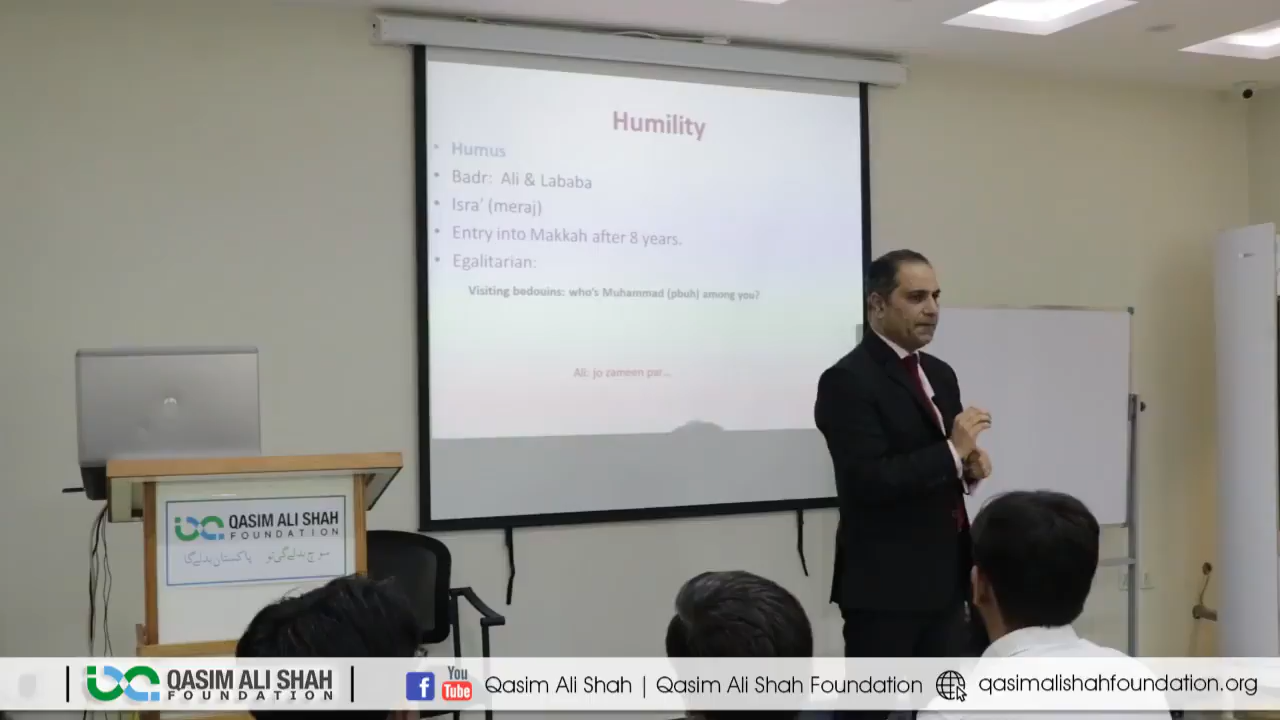 Humility
• Humus
• Badr: Ali & Lababa
• Isra' (meraj)
• Entry into Makkah after 8 years.
• Egalitarian:
Visiting bedouins: who's Muhammad (pbuh) among you?
Ali: jo zameen par...
QASIM ALI SHAH
FOUNDATION
سوچ بدلے گی تو پاکستان بدلے گا
QASIM ALI SHAH
FOUNDATION
f You Tube Qasim Ali Shah | Qasim Ali Shah Foundation qasimalishahfoundation.org